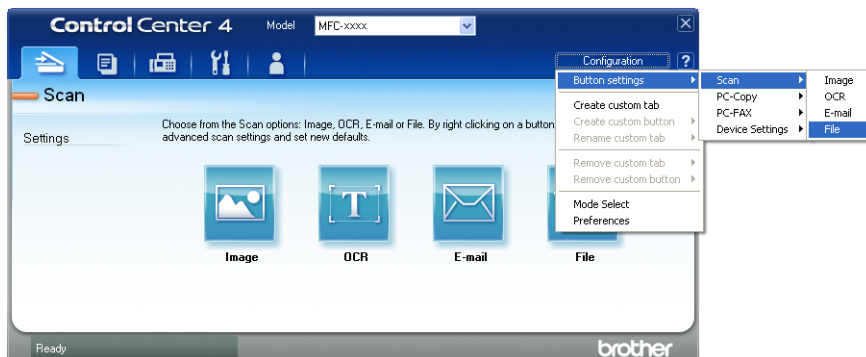 Control Center 4
Model
MFC-xxxx
Configuration
?
Scan
Settings
Choose from the Scan options: Image, OCR, E-mail or File. By right clicking on a button
advanced scan settings and set new defaults.
Image
OCR
E-mail
File
Button settings
Create custom tab
Create custom button
Rename custom tab
Remove custom tab
Remove custom button
Mode Select
Preferences
Scan
PC-Copy
PC-FAX
Device Settings
Image
OCR
E-mail
File
Ready
brother